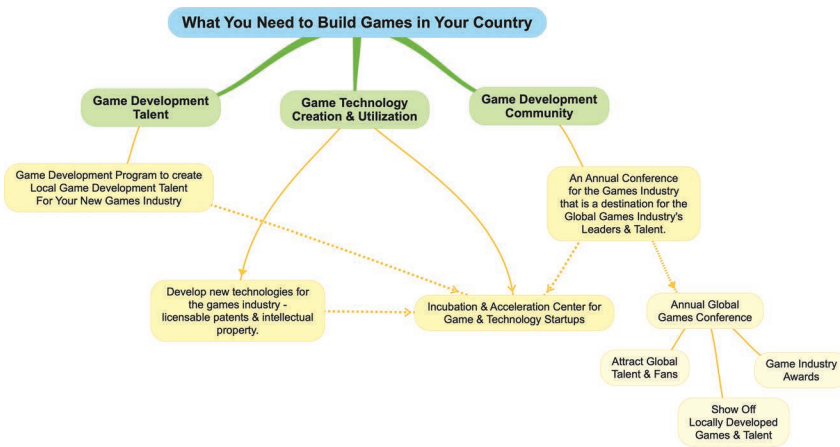 What You Need to Build Games in Your Country
Game Development
Talent
Game Technology
Creation & Utilization
Game Development
Community
Game Development Program to create
Local Game Development Talent
For Your New Games Industry
An Annual Conference
for the Games Industry
that is a destination for the
Global Games Industry's
Leaders & Talent.
Develop new technologies for
the games industry -
licensable patents & intellectual
property.
Incubation & Acceleration Center for
Game & Technology Startups
Annual Global
Games Conference
Attract Global
Talent & Fans
Game Industry
Awards
Show Off
Locally Developed
Games & Talent